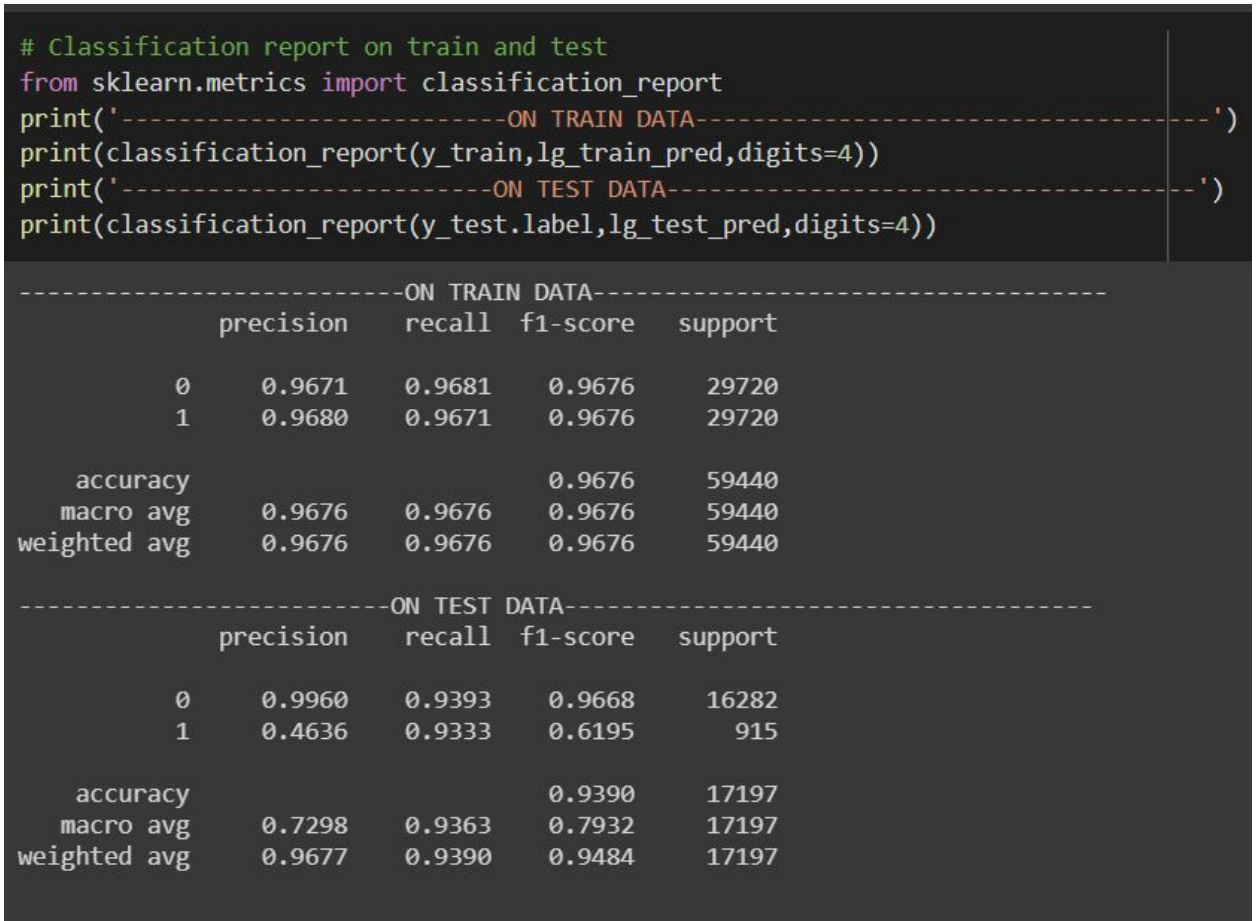 # Classification report on train and test
from sklearn.metrics import classification_report
print('---------------------------ON TRAIN DATA------------------------------------')
print(classification_report(y_train,lg_train_pred,digits=4))
print('--------------------------ON TEST DATA-------------------------------------')
print(classification_report(y_test.label,lg_test_pred,digits=4))
---------------------------ON TRAIN DATA------------------------------------
precision recall f1-score support
0 0.9671 0.9681 0.9676 29720
1 0.9680 0.9671 0.9676 29720
accuracy 0.9676 59440
macro avg 0.9676 0.9676 0.9676 59440
weighted avg 0.9676 0.9676 0.9676 59440
--------------------------ON TEST DATA-------------------------------------
precision recall f1-score support
0 0.9960 0.9393 0.9668 16282
1 0.4636 0.9333 0.6195 915
accuracy 0.9390 17197
macro avg 0.7298 0.9363 0.7932 17197
weighted avg 0.9677 0.9390 0.9484 17197